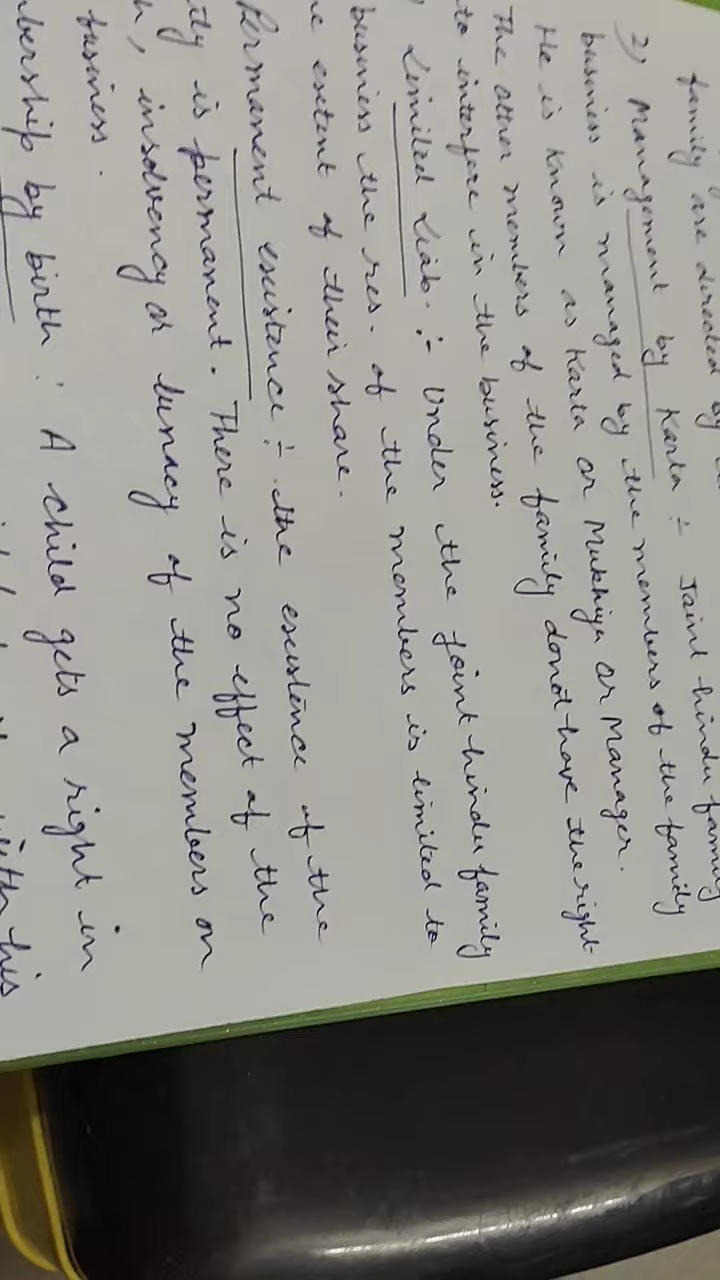 family are directed by
2) Management by Karta :- Joint hindu family
business is managed by the members of the family
He is known as Karta or Mukhiya or Manager.
The other members of the family donot have the right
to interfere in the business.
Limited Liab. :- Under the joint hindu family
business the res. of the members is limited to
extent of their share.
Permanent existence :- the existence of the
is permanent. There is no effect of the
insolvency or lunacy of the members on
business.
by birth : A child gets a right in
with his